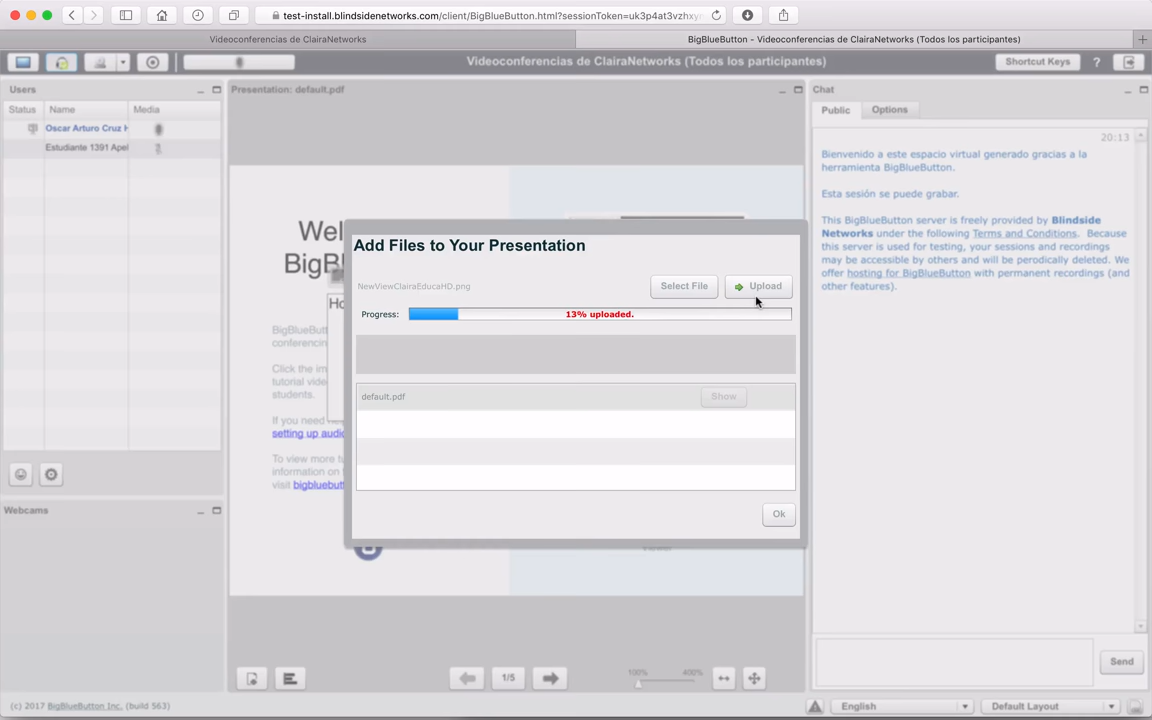 test-install.blindsidenetworks.com/client/BigBlueButton.html?sessionToken=uk3p4at3vzhxy
Videoconferencias de ClairaNetworks
BigBlueButton - Videoconferencias de ClairaNetworks (Todos los participantes)
Videoconferencias de ClairaNetworks (Todos los participantes)
Shortcut Keys
?
Users
Status Name Media
Oscar Arturo Cruz H
Estudiante 1391 Apel
Webcams
Presentation: default.pdf
Wel
BigB
Ho
BigBlueButt
conferencin
Click the im
tutorial vide
students.
If you need he
setting up audio
To view more tu
information on
visit bigbluebutt
Add Files to Your Presentation
NewViewClairaEducaHD.png
Select File
Upload
Progress:
13% uploaded.
default.pdf
Show
Ok
1/5
100%
400%
Chat
Public
Options
20:13
Bienvenido a este espacio virtual generado gracias a la
herramienta BigBlueButton.
Esta sesión se puede grabar.
This BigBlueButton server is freely provided by Blindside
Networks under the following Terms and Conditions. Because
this server is used for testing, your sessions and recordings
may be accessible by others and will be periodically deleted. We
offer hosting for BigBlueButton with permanent recordings (and
other features).
Send
(c) 2017 BigBlueButton Inc. (build 563)
English
Default Layout